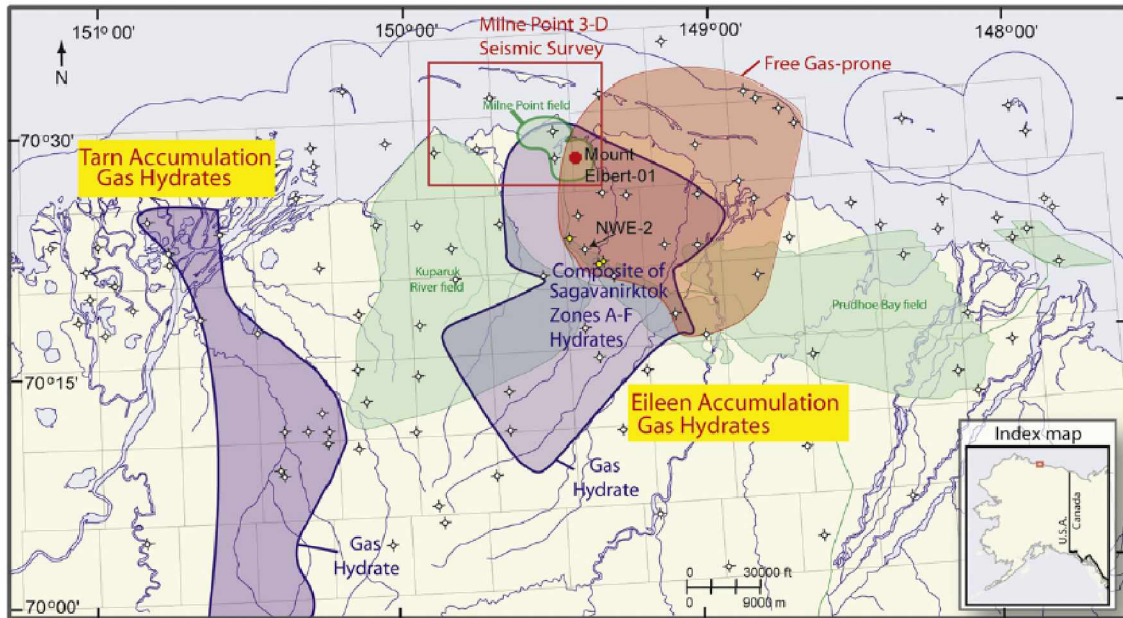 151°00'
150°00'
149°00'
148°00'
Milne Point 3-D
Seismic Survey
N
Free Gas-prone
Milne Point field
70°30'
Tarn Accumulation
Gas Hydrates
Mount
Elbert-01
NWE-2
Kuparuk
River field
Composite of
Sagavanirktok
Zones A-F
Hydrates
Prudhoe Bay field
70°15'
Eileen Accumulation
Gas Hydrates
Gas
Hydrate
Index map
U.S.A.
Canada
Gas
Hydrate
0 30000 ft
0 9000 m
70°00'